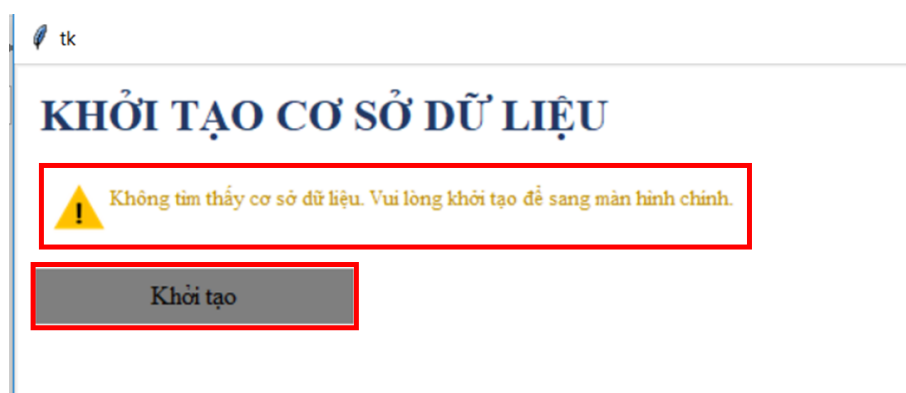 tk
KHỞI TẠO CƠ SỞ DỮ LIỆU
Không tìm thấy cơ sở dữ liệu. Vui lòng khởi tạo để sang màn hình chính.
Khởi tạo